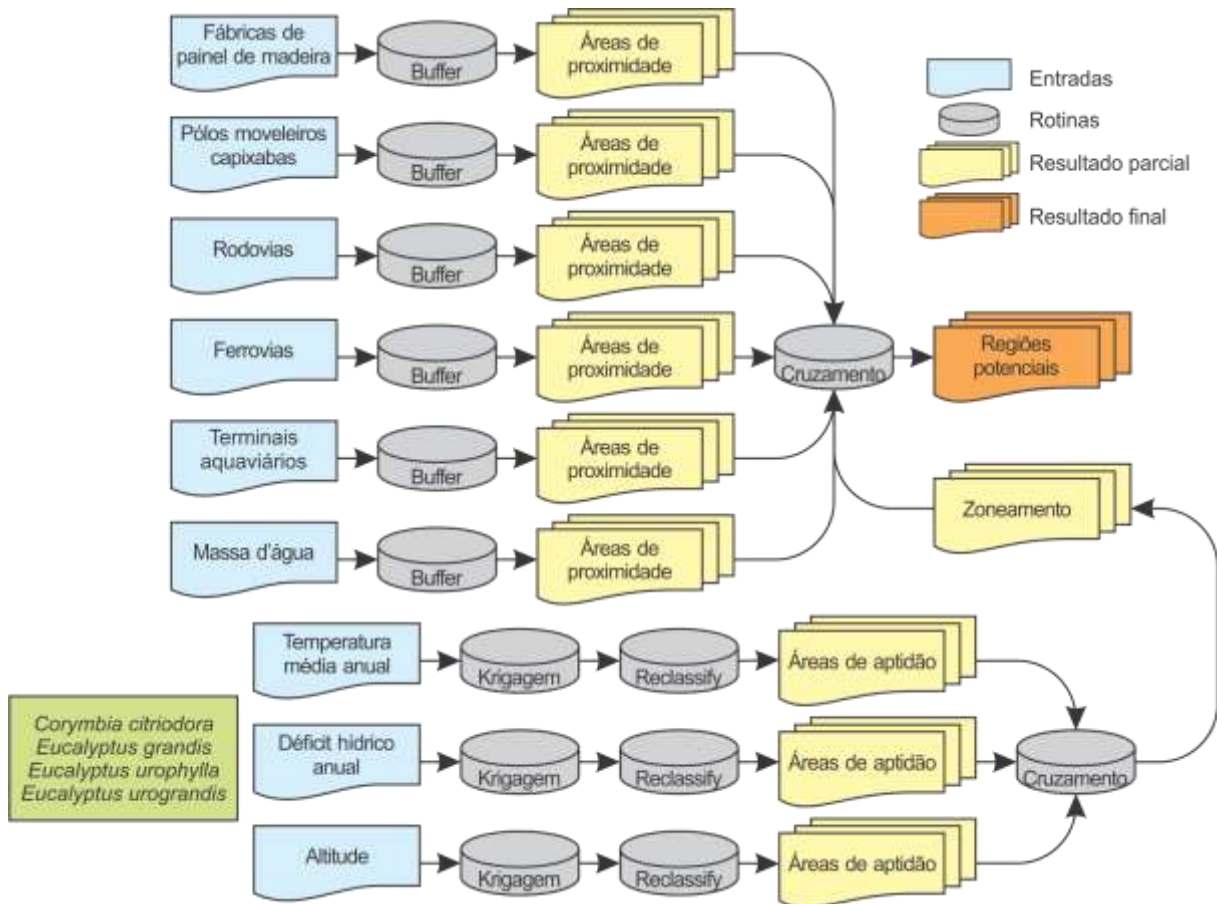 Fábricas de
painel de madeira
Buffer
Áreas de
proximidade
Entradas
Rotinas
Resultado parcial
Resultado final
Pólos moveleiros
capixabas
Buffer
Áreas de
proximidade
Rodovias
Buffer
Áreas de
proximidade
Ferrovias
Buffer
Áreas de
proximidade
Cruzamento
Regiões
potenciais
Terminais
aquaviários
Buffer
Áreas de
proximidade
Massa d'água
Buffer
Áreas de
proximidade
Zoneamento
Temperatura
média anual
Krigagem
Reclassify
Áreas de aptidão
Corymbia citriodora
Eucalyptus grandis
Eucalyptus urophylla
Eucalyptus urograndis
Déficit hídrico
anual
Krigagem
Reclassify
Áreas de aptidão
Cruzamento
Altitude
Krigagem
Reclassify
Áreas de aptidão